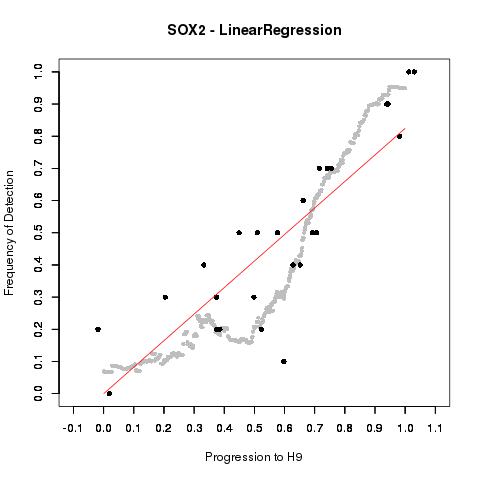 SOX2 - LinearRegression
Frequency of Detection
1.0
0.9
0.8
0.7
0.6
0.5
0.4
0.3
0.2
0.1
0.0
-0.1 0.0 0.1 0.2 0.3 0.4 0.5 0.6 0.7 0.8 0.9 1.0 1.1
Progression to H9